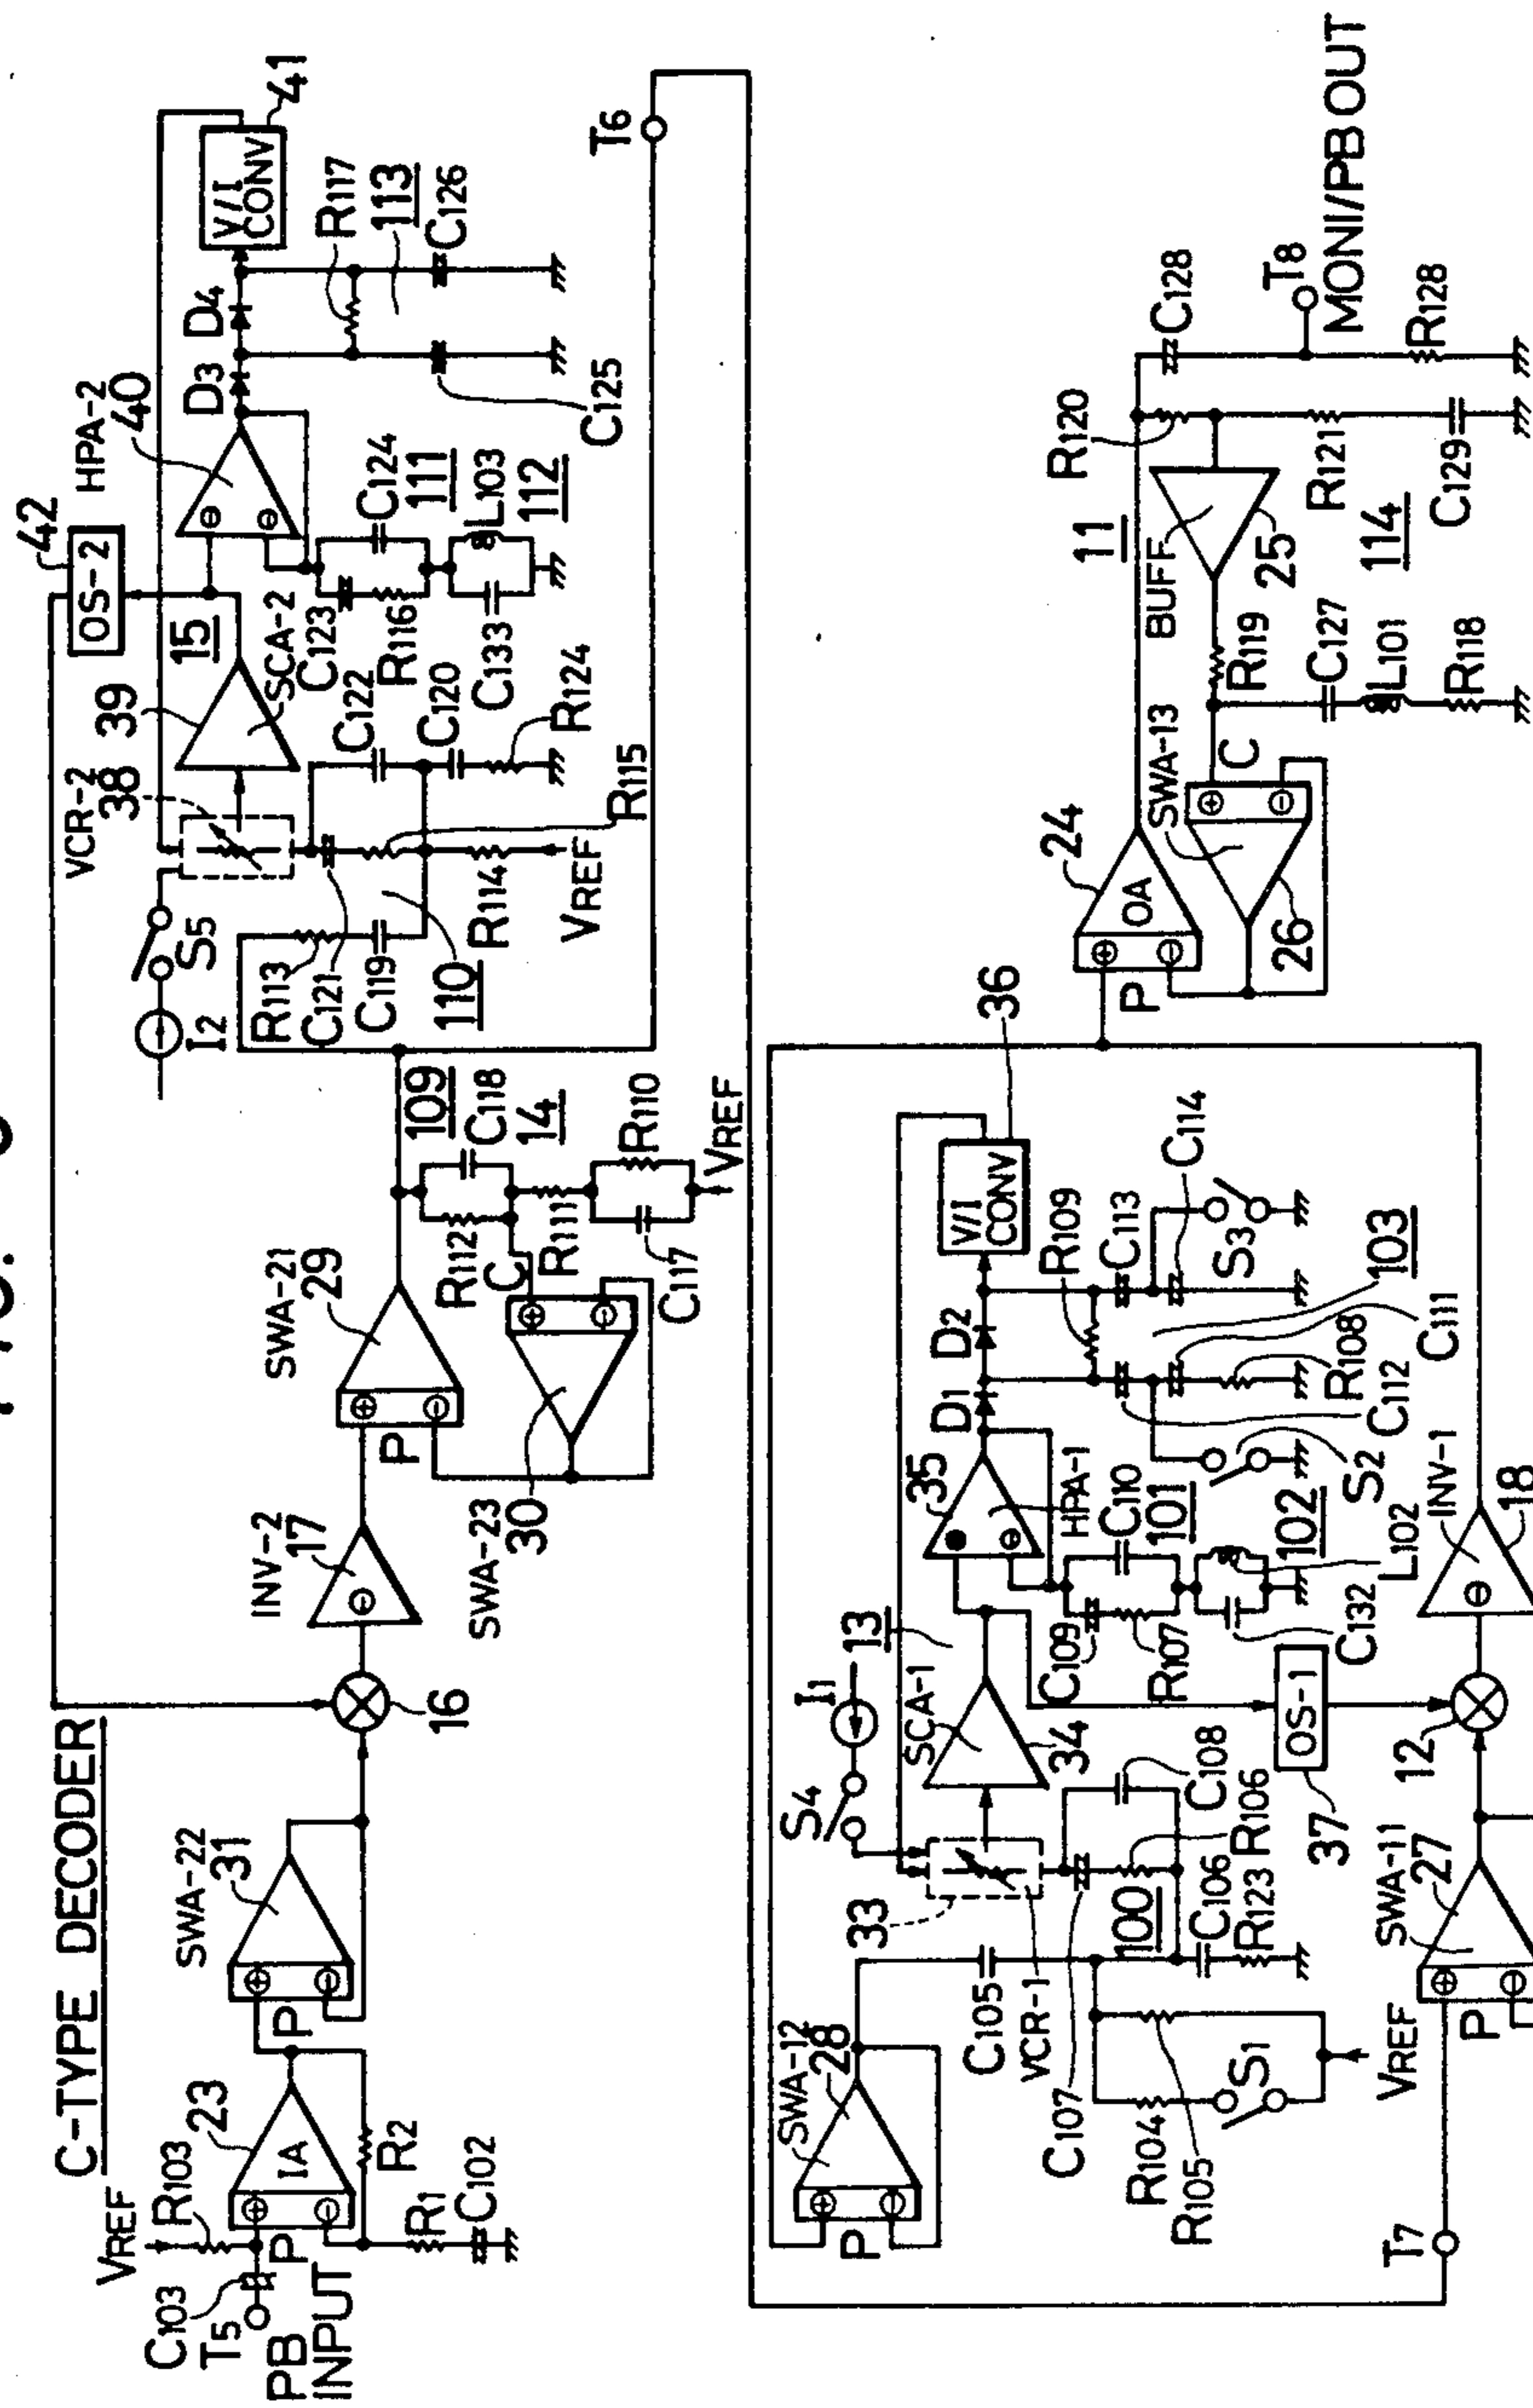 C-TYPE DECODER
VREF
R103
C103
T5
PB
INPUT
P
23
IA
R2
R1
C102
SWA-22
31
P
16
INV-2
17
SWA-21
29
P
SWA-23
30
109
C118
14
R112
C
R111
R110
C117
VREF
I2
S5
VCR-2
38
R113
C121
C119
110
R114
VREF
R115
39
15
SCA-2
C122
C120
R124
42
OS-2
HPA-2
40
C123
R116
C133
C124
111
L103
112
D3
D4
V/I
CONV
41
R117
113
C126
C125
T6
SWA-12
28
P
C105
VCR-1
33
S4
I1
13
SCA-1
34
C107
100
C106
R123
R106
C108
R104
R105
S1
VREF
T7
P
SWA-11
27
12
37
OS-1
INV-1
18
35
HPA-1
C109
R107
C132
C110
101
102
L102
S2
D1
D2
R109
C113
C114
S3
103
C111
R108
C112
V/I
CONV
36
P
24
OA
11
SWA-13
26
C
BUFF
25
R119
C127
L101
R118
114
R120
R121
C129
C128
T8
MONI/PB OUT
R128